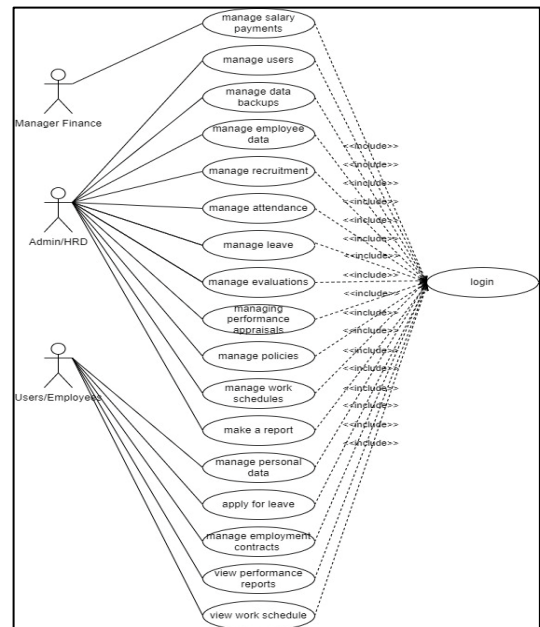 manage salary
payments
manage users
Manager Finance
manage data
backups
manage employee
data
<<include>>
<<include>>
manage recruitment
<<include>>
<<include>>
manage attendance
<<include>>
Admin/HRD
<<include>>
manage leave
<<include>>
<<include>>
manage evaluations
login
<<include>>
managing
performance
appraisals
<<include>>
<<include>>
manage policies
<<include>>
<<include>>
manage work
schedules
<<include>>
Users/Employees
<<include>>
make a report
<<include>>
<<include>>
manage personal
data
apply for leave
manage employment
contracts
view performance
reports
view work schedule